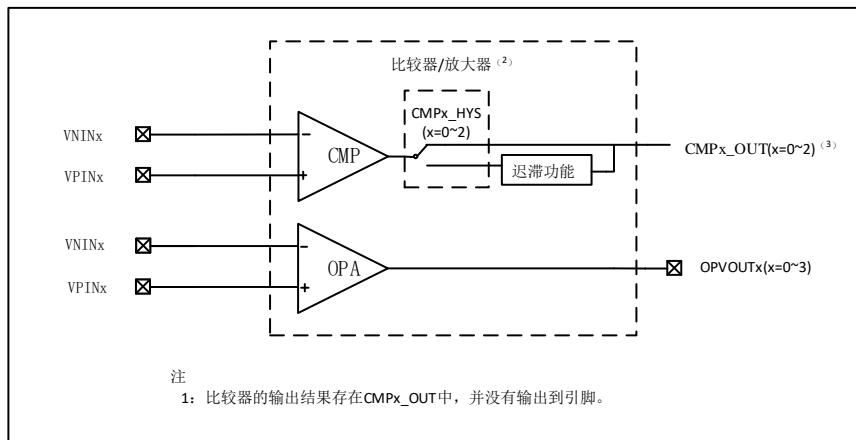 比较器/放大器（2）
CMPx_HYS
(x=0~2)
VNINx
CMP
CMPx_OUT(x=0~2)（3）
VPINx
迟滞功能
VNINx
OPA
OPVOUTx(x=0~3)
VPINx
注
1：比较器的输出结果存在CMPx_OUT中，并没有输出到引脚。